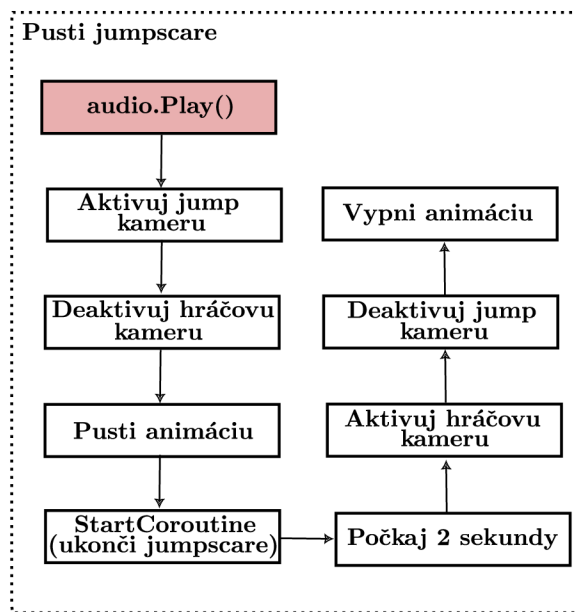 Pusti jumpscare
audio.Play()
Aktivuj jump
kameru
Deaktivuj hráčovu
kameru
Pusti animáciu
StartCoroutine
(ukonči jumpscare)
Počkaj 2 sekundy
Aktivuj hráčovu
kameru
Deaktivuj jump
kameru
Vypni animáciu